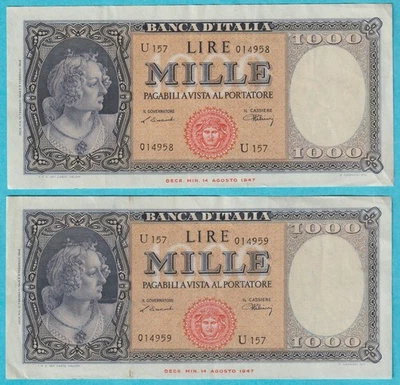 BANCA D'ITALIA
U 157 LIRE 014958 1000
MILLE
PAGABILI A VISTA AL PORTATORE
IL GOVERNATORE IL CASSIERE
014958 U 157 1000
DECR. MIN. 14 AGOSTO 1947
BANCA D'ITALIA
U 157 LIRE 014959 1000
MILLE
PAGABILI A VISTA AL PORTATORE
IL GOVERNATORE IL CASSIERE
014959 U 157 1000
DECR. MIN. 14 AGOSTO 1947